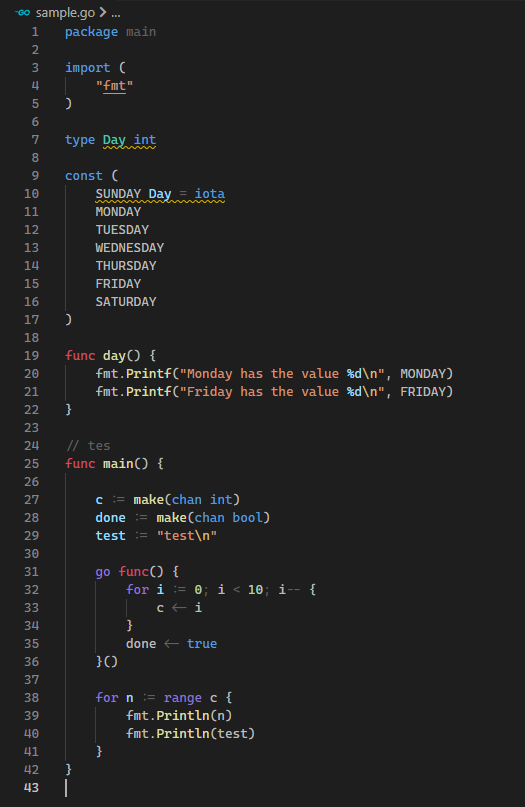 sample.go > ...
1 package main
2
3 import (
4     "fmt"
5 )
6
7 type Day int
8
9 const (
10     SUNDAY Day = iota
11     MONDAY
12     TUESDAY
13     WEDNESDAY
14     THURSDAY
15     FRIDAY
16     SATURDAY
17 )
18
19 func day() {
20     fmt.Printf("Monday has the value %d\n", MONDAY)
21     fmt.Printf("Friday has the value %d\n", FRIDAY)
22 }
23
24 // tes
25 func main() {
26
27     c := make(chan int)
28     done := make(chan bool)
29     test := "test\n"
30
31     go func() {
32         for i := 0; i < 10; i-- {
33             c <- i
34         }
35         done <- true
36     }()
37
38     for n := range c {
39         fmt.Println(n)
40         fmt.Println(test)
41     }
42 }
43